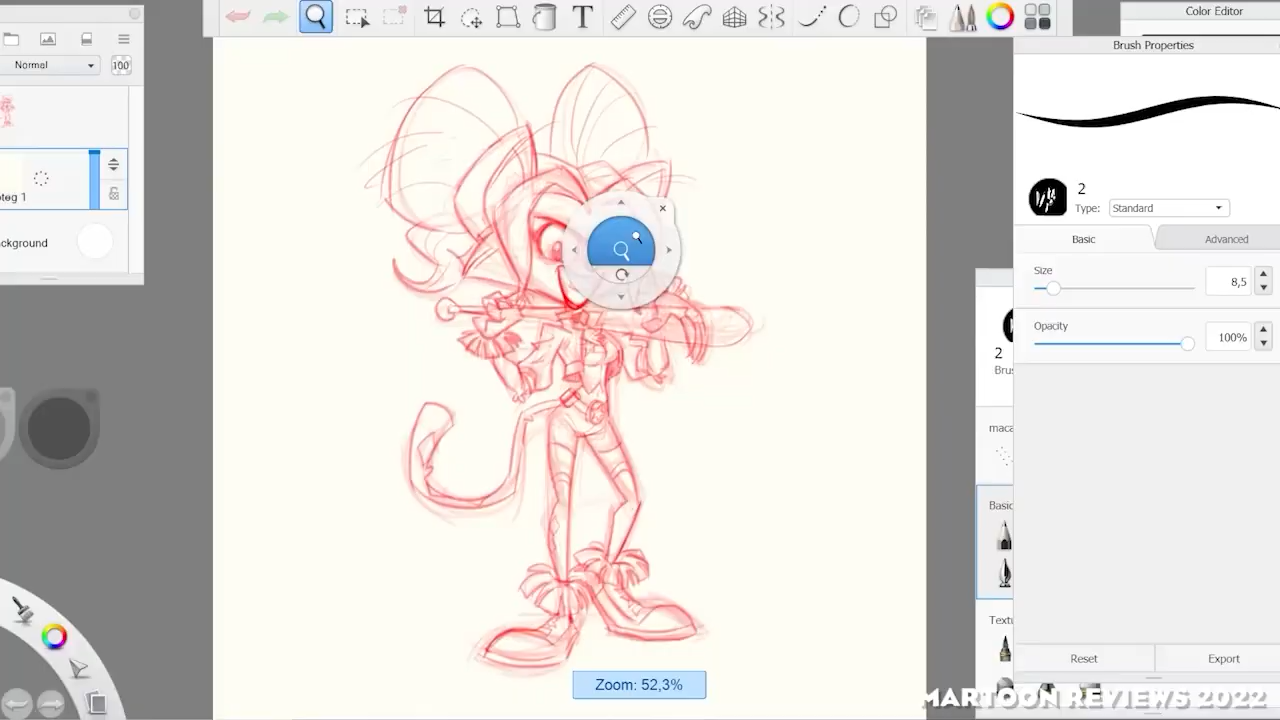 Color Editor
Brush Properties
Normal
100
2
Type: Standard
oteg 1
Basic
Advanced
ckground
Size
8,5
Opacity
100%
2
Brus
maca
Basic
Textu
Reset
Export
Zoom: 52,3%
MARTOON REVIEWS 2022